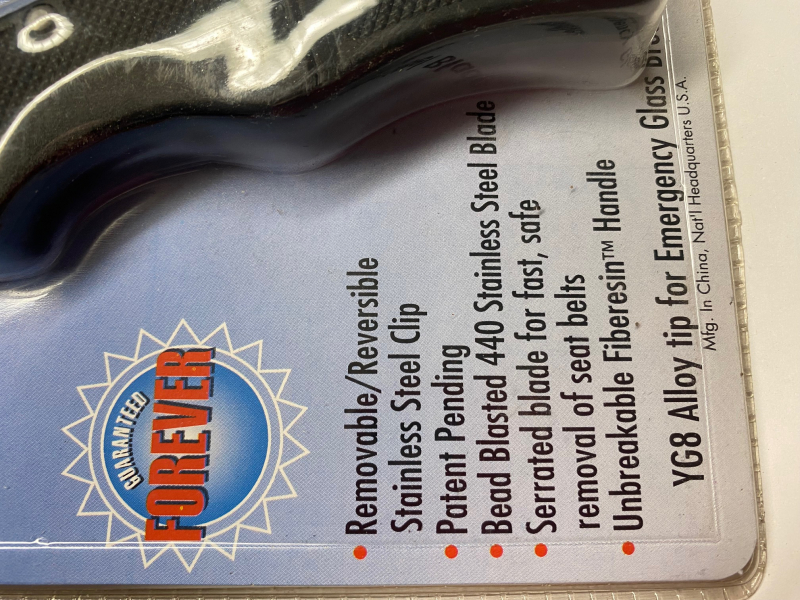 GUARANTEED
FOREVER
• Removable/Reversible
Stainless Steel Clip
• Patent Pending
• Bead Blasted 440 Stainless Steel Blade
• Serrated blade for fast, safe
removal of seat belts
• Unbreakable Fiberesin™ Handle
YG8 Alloy tip for Emergency Glass
Mfg. In China, Nat'l Headquarters U.S.A.